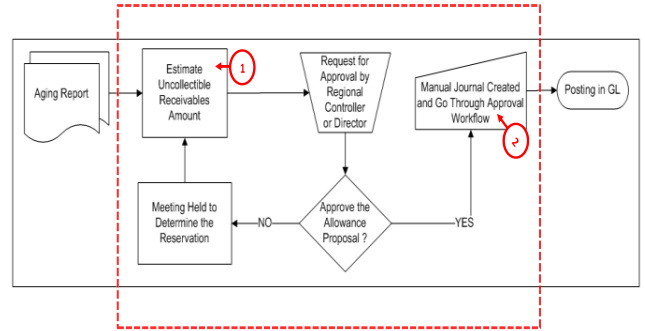 Aging Report
Estimate
Uncollectible
Receivables
Amount
1
Request for
Approval by
Regional
Controller
or Director
Manual Journal Created
and Go Through Approval
Workflow
2
Posting in GL
Meeting Held to
Determine the
Reservation
NO
Approve the
Allowance
Proposal ?
YES